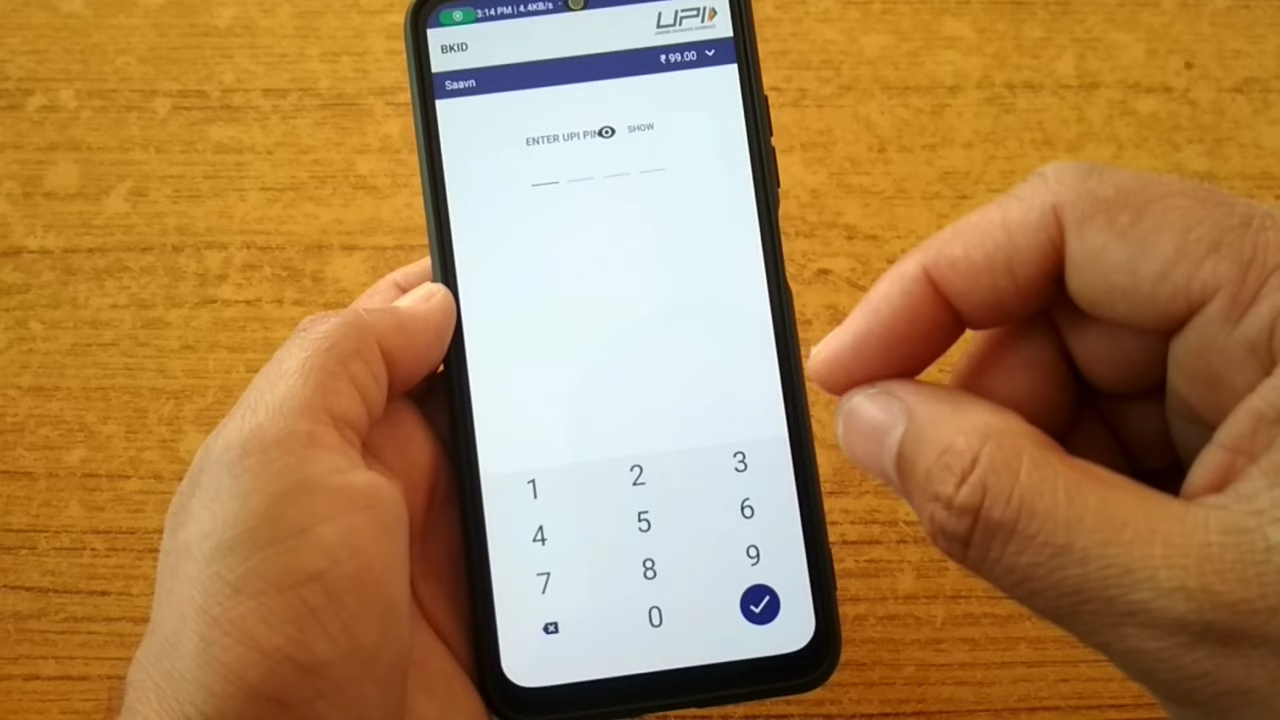 3:14 PM | 4.4KB/s
BKID
UPI
Saavn
₹ 99.00
ENTER UPI PIN
SHOW
1 2 3
4 5 6
7 8 9
0